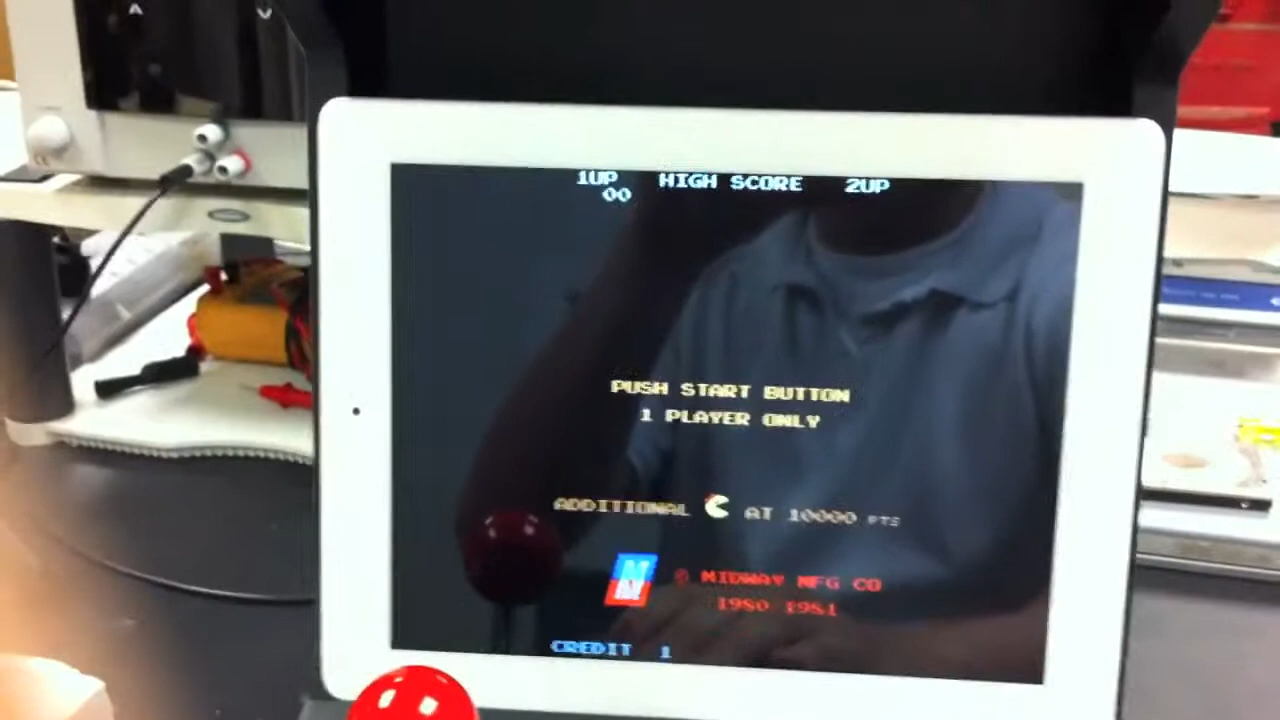 1UP HIGH SCORE 2UP
00
PUSH START BUTTON
1 PLAYER ONLY
ADDITIONAL AT 10000 PTS
© MIDWAY MFG CO
1980 1981
CREDIT 1